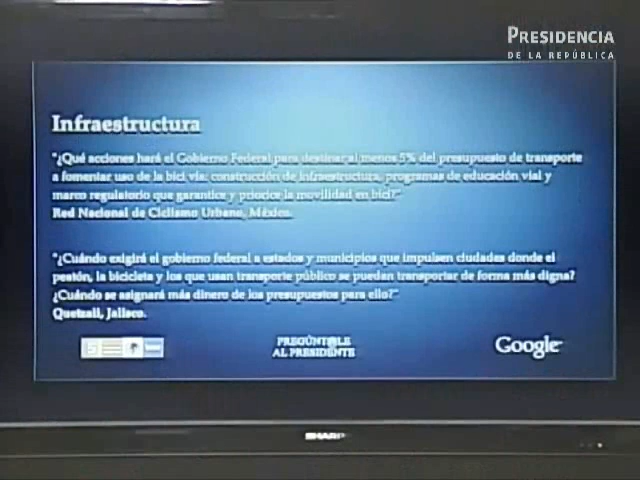 PRESIDENCIA
DE LA REPÚBLICA
Infraestructura
"¿Qué acciones hará el Gobierno Federal para destinar al menos 5% del presupuesto de transporte
a fomentar uso de la bici vía: construcción de infraestructura, programas de educación vial y
marco regulatorio que garantice y priorice la movilidad en bici?"
Red Nacional de Ciclismo Urbano, México.
"¿Cuándo exigirá el gobierno federal a estados y municipios que impulsen ciudades donde el
peatón, la bicicleta y los que usan transporte público se puedan transportar de forma más digna?
¿Cuándo se asignará más dinero de los presupuestos para ello?"
Quetzali, Jalisco.
PREGÚNTALE
AL PRESIDENTE
Google
SHARP